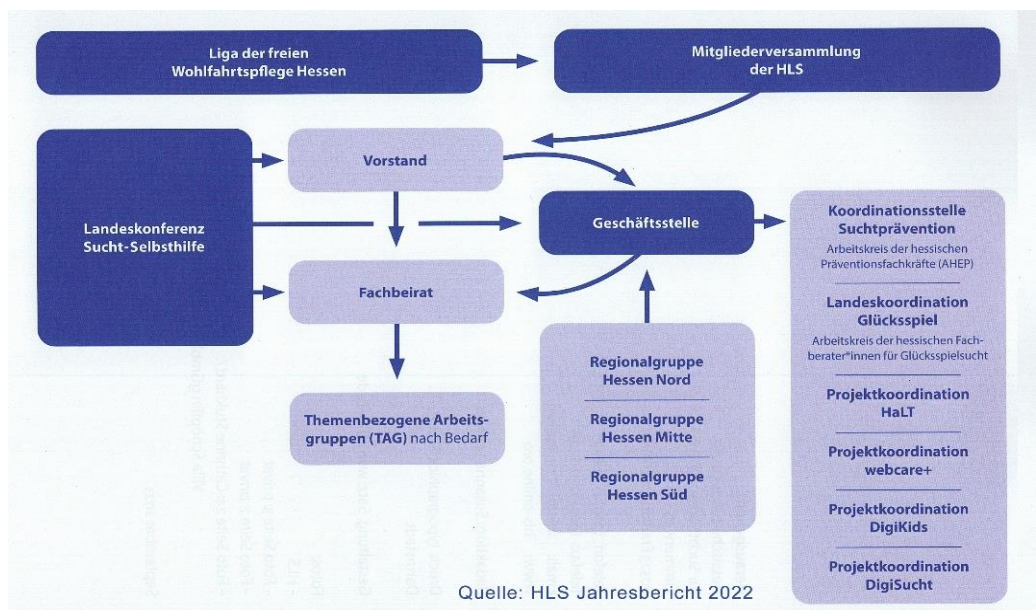 Liga der freien
Wohlfahrtspflege Hessen
Mitgliederversammlung
der HLS
Vorstand
Landeskonferenz
Sucht-Selbsthilfe
Geschäftsstelle
Fachbeirat
Themenbezogene Arbeits-
gruppen (TAG) nach Bedarf
Regionalgruppe
Hessen Nord
Regionalgruppe
Hessen Mitte
Regionalgruppe
Hessen Süd
Koordinationsstelle
Suchtprävention
Arbeitskreis der hessischen
Präventionsfachkräfte (AHEP)
Landeskoordination
Glücksspiel
Arbeitskreis der hessischen Fach-
berater*innen für Glücksspielsucht
Projektkoordination
HaLT
Projektkoordination
webcare+
Projektkoordination
DigiKids
Projektkoordination
DigiSucht
Quelle: HLS Jahresbericht 2022